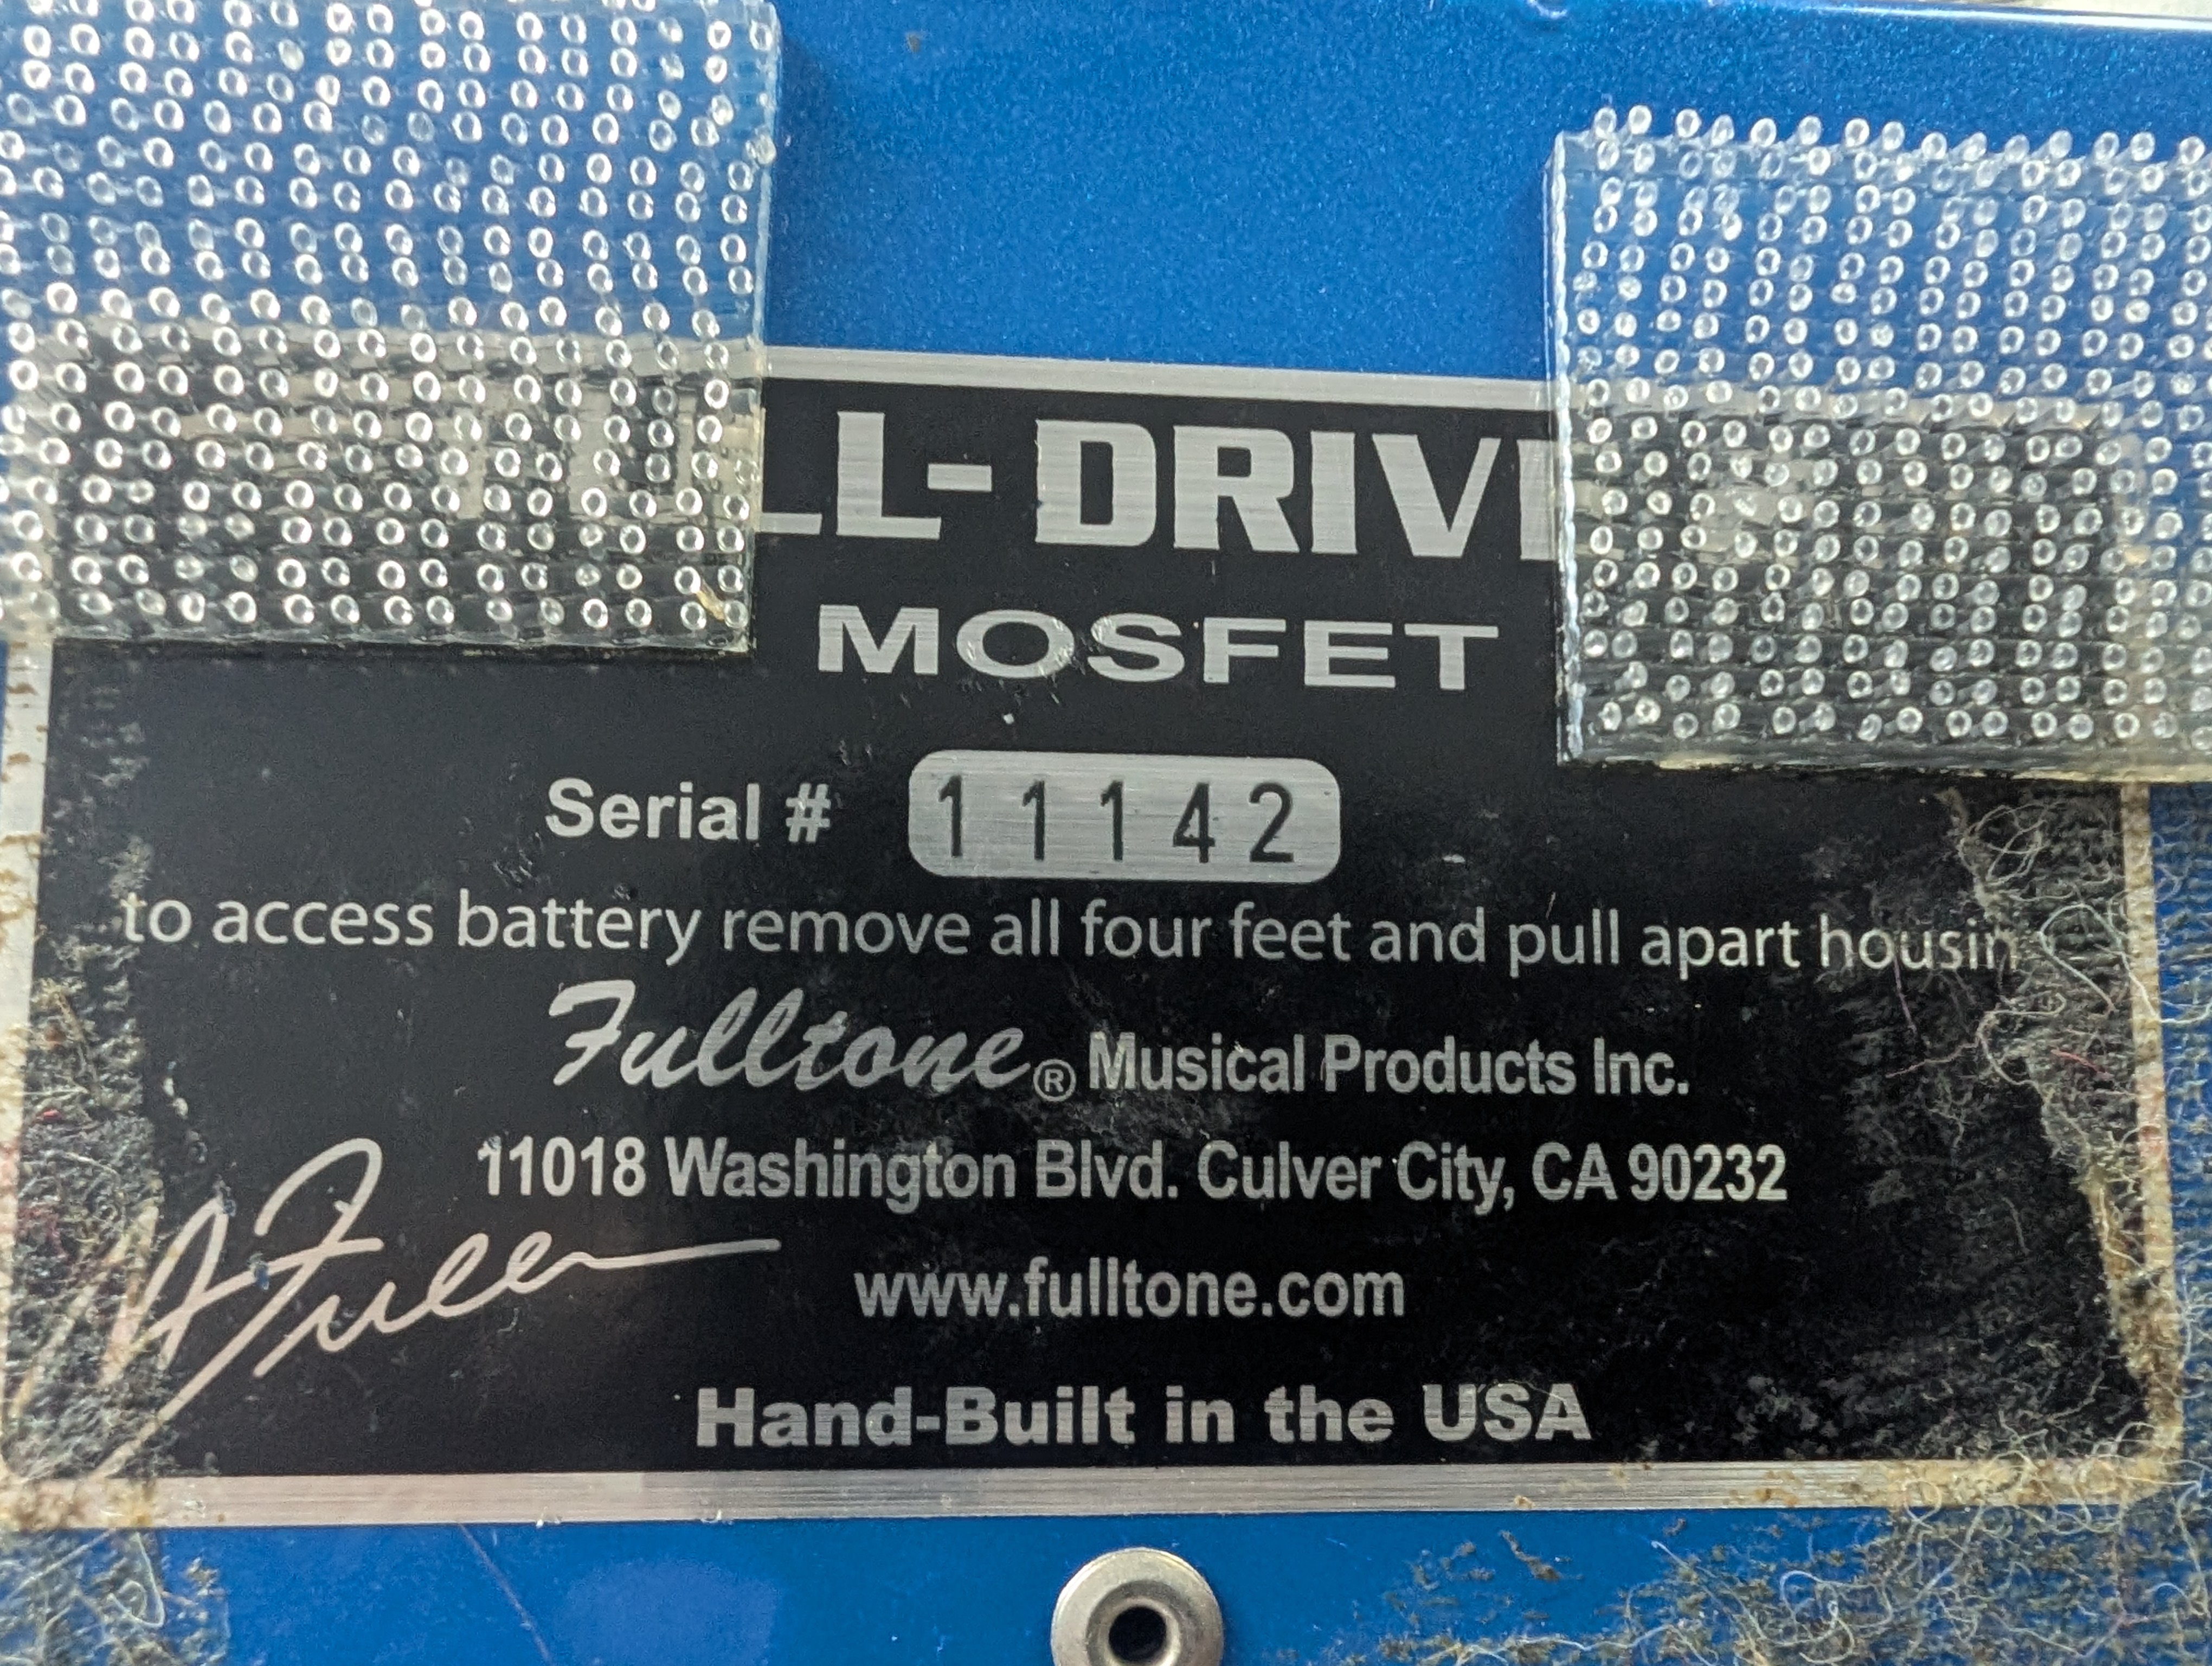 LL-DRIV
MOSFET
Serial # 11142
to access battery remove all four feet and pull apart housin
Fulltone® Musical Products Inc.
11018 Washington Blvd. Culver City, CA 90232
A Fuller
www.fulltone.com
Hand-Built in the USA